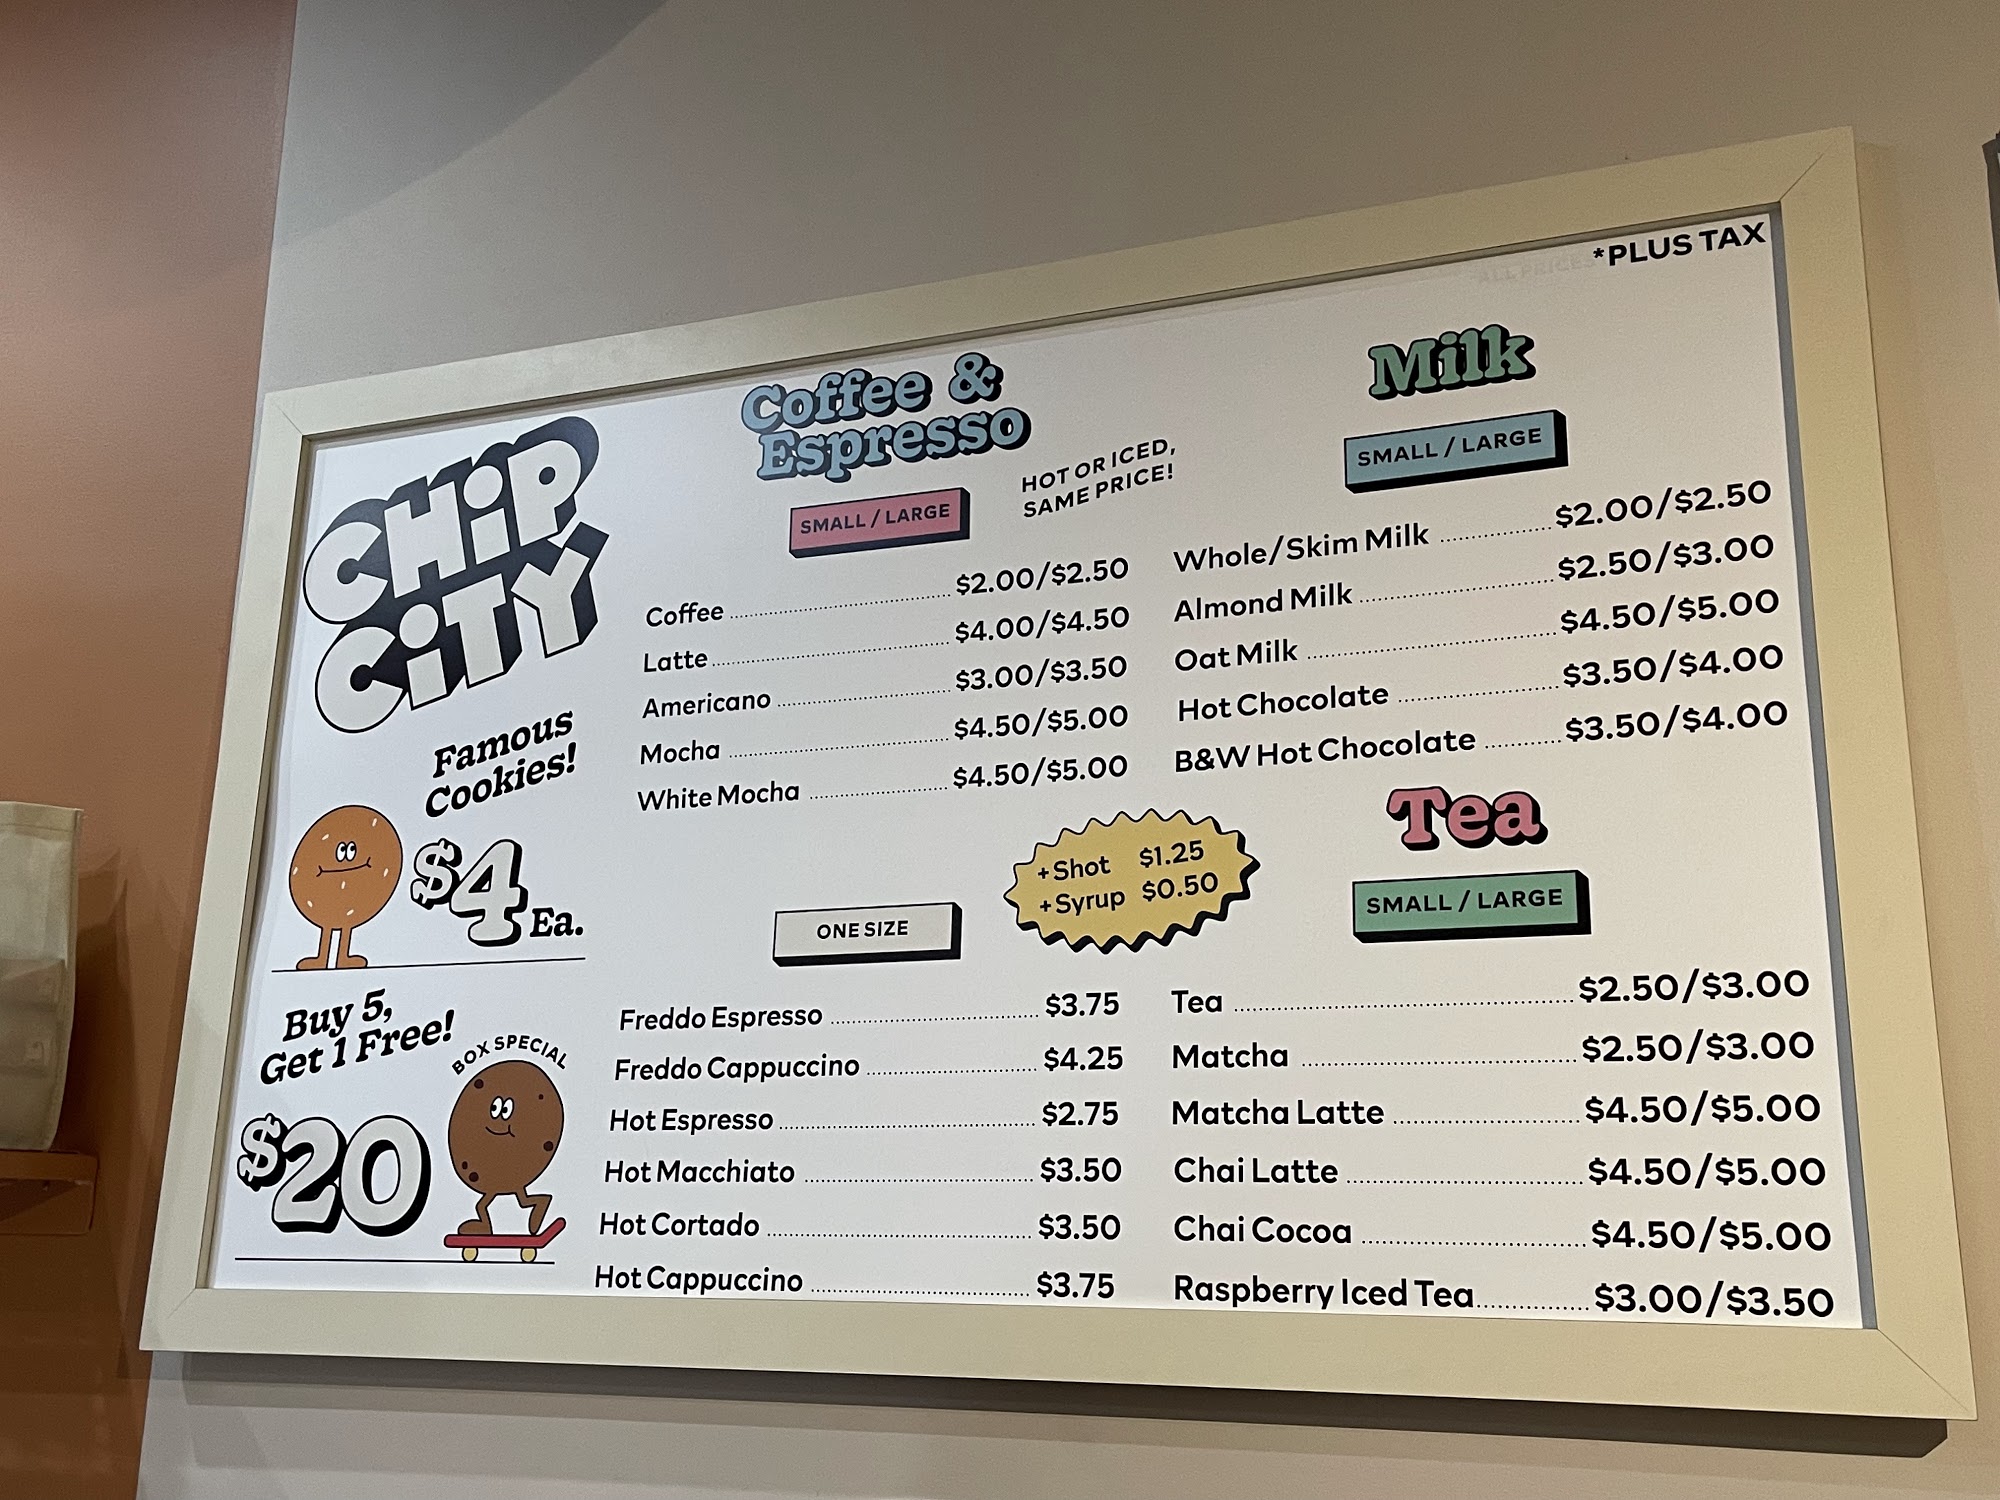 *PLUS TAX
CHiP
CiTY
Famous
Cookies!
$4 Ea.
Buy 5,
Get 1 Free!
BOX SPECIAL
$20
Coffee &
Espresso
SMALL / LARGE
HOT OR ICED,
SAME PRICE!
Coffee $2.00/$2.50
Latte $4.00/$4.50
Americano $3.00/$3.50
Mocha $4.50/$5.00
White Mocha $4.50/$5.00
+Shot $1.25
+Syrup $0.50
ONE SIZE
Freddo Espresso $3.75
Freddo Cappuccino $4.25
Hot Espresso $2.75
Hot Macchiato $3.50
Hot Cortado $3.50
Hot Cappuccino $3.75
Milk
SMALL / LARGE
Whole/Skim Milk $2.00/$2.50
Almond Milk $2.50/$3.00
Oat Milk $4.50/$5.00
Hot Chocolate $3.50/$4.00
B&W Hot Chocolate $3.50/$4.00
Tea
SMALL / LARGE
Tea $2.50/$3.00
Matcha $2.50/$3.00
Matcha Latte $4.50/$5.00
Chai Latte $4.50/$5.00
Chai Cocoa $4.50/$5.00
Raspberry Iced Tea $3.00/$3.50